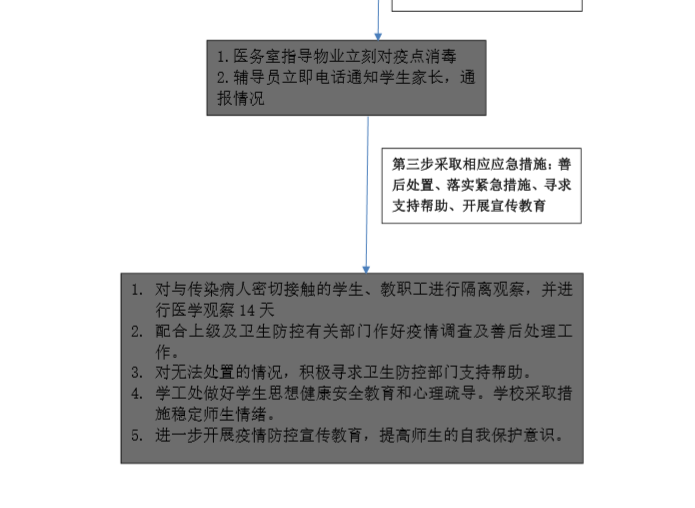 1.医务室指导物业立刻对疫点消毒
2.辅导员立即电话通知学生家长，通
报情况
第三步采取相应应急措施：善
后处置、落实紧急措施、寻求
支持帮助、开展宣传教育
1. 对与传染病人密切接触的学生、教职工进行隔离观察，并进
行医学观察 14 天
2. 配合上级及卫生防控有关部门作好疫情调查及善后处理工
作。
3. 对无法处置的情况，积极寻求卫生防控部门支持帮助。
4. 学工处做好学生思想健康安全教育和心理疏导。学校采取措
施稳定师生情绪。
5. 进一步开展疫情防控宣传教育，提高师生的自我保护意识。